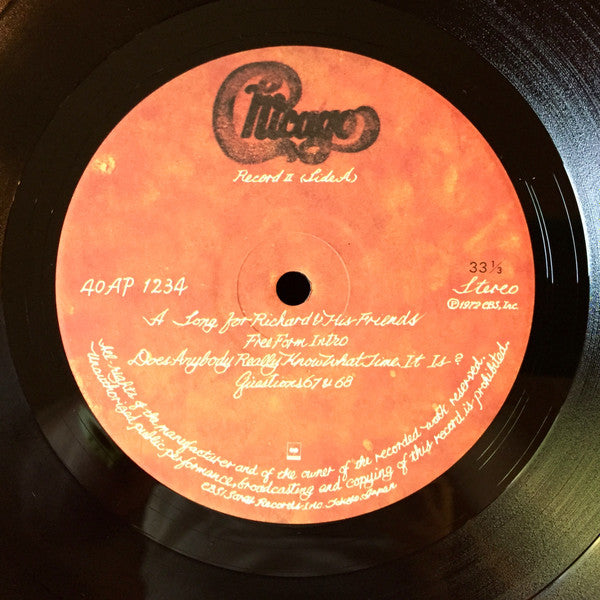 Chicago
Record II (Side A)
33 1/3
40AP 1234
Stereo
℗ 1972 CBS, Inc.
A Song for Richard & His Friends
Free Form Intro
Does Anybody Really Know What Time It Is?
Questions 67 & 68
All rights of the manufacturer and of the owner of the recorded work reserved.
Unauthorized public performance, broadcasting and copying of this record is prohibited.
CBS/Sony Records Inc. Tokyo, Japan